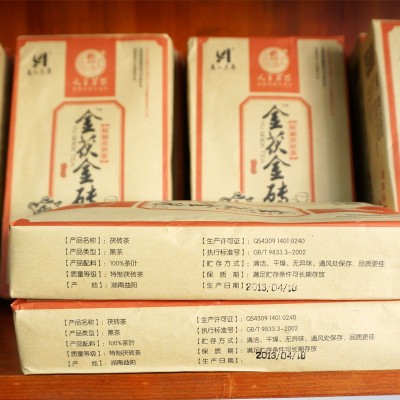 金茯金砖
金茯金砖
【产品名称】：茯砖茶
【产品类型】：黑茶
【产品配料】：100%茶叶
【质量等级】：特制茯砖茶
【产 地】：湖南益阳
【生产许可证】：QS4309 1401 0240
【执行标准号】：GB/T 9833.3-2002
【贮存方式】：清洁、干燥、无异味、通风处保存、品质更佳
【保 质 期】：满足贮存条件可长期存放
【生产日期】：2013/04/18
【产品名称】：茯砖茶
【产品类型】：黑茶
【产品配料】：100%茶叶
【质量等级】：特制茯砖茶
【产 地】：湖南益阳
【生产许可证】：QS4309 1401 0240
【执行标准号】：GB/T 9833.3-2002
【贮存方式】：清洁、干燥、无异味、通风处保存、品质更佳
【保 质 期】：满足贮存条件可长期存放
【生产日期】：2013/04/18